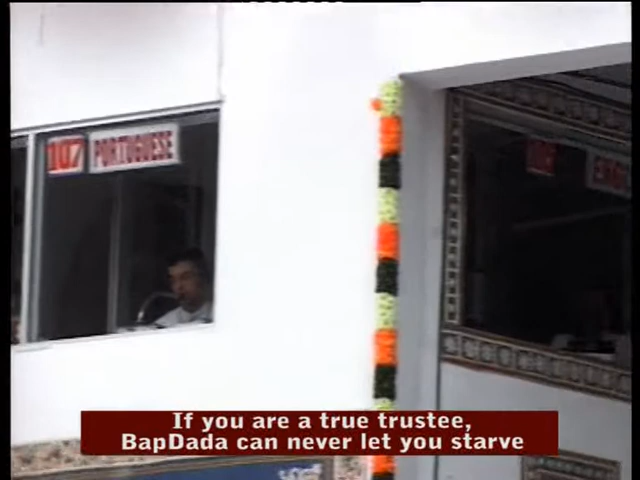 107 PORTUGUESE
If you are a true trustee,
BapDada can never let you starve